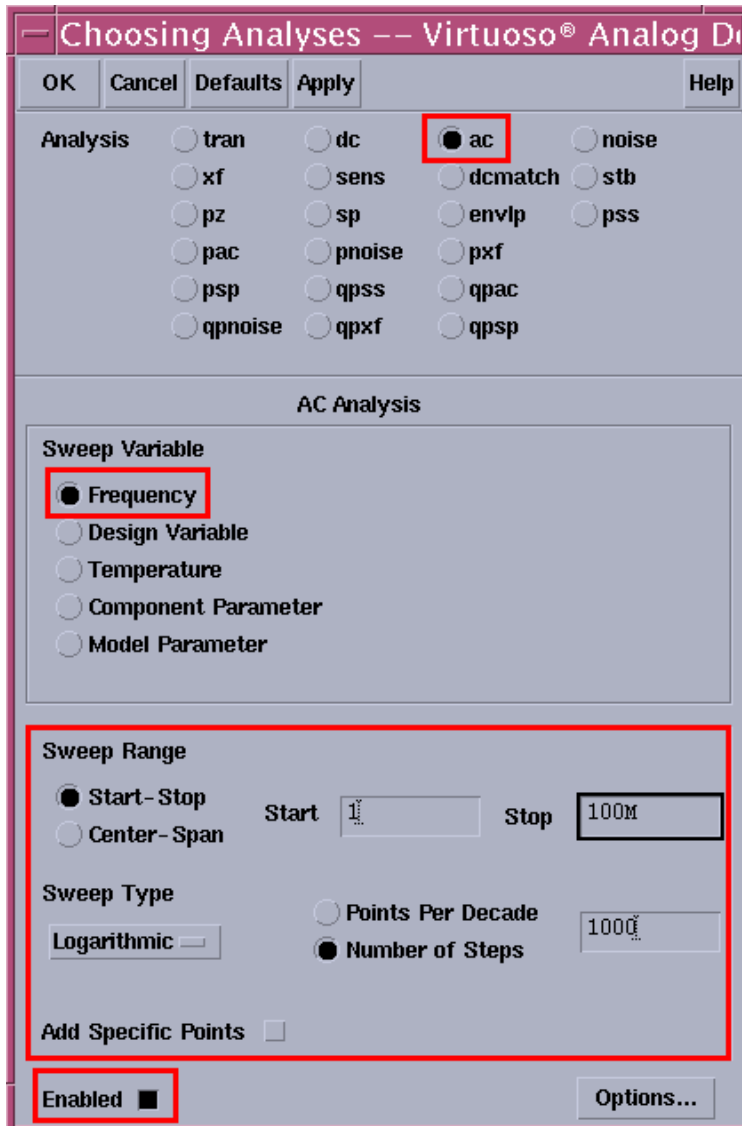 Choosing Analyses -- Virtuoso® Analog De
OK Cancel Defaults Apply Help
Analysis tran dc ac noise
xf sens dcmatch stb
pz sp envlp pss
pac pnoise pxf
psp qpss qpac
qpnoise qpxf qpsp
AC Analysis
Sweep Variable
Frequency
Design Variable
Temperature
Component Parameter
Model Parameter
Sweep Range
Start-Stop
Center-Span
Start 1 Stop 100M
Sweep Type
Logarithmic
Points Per Decade
Number of Steps
1000
Add Specific Points
Enabled Options...